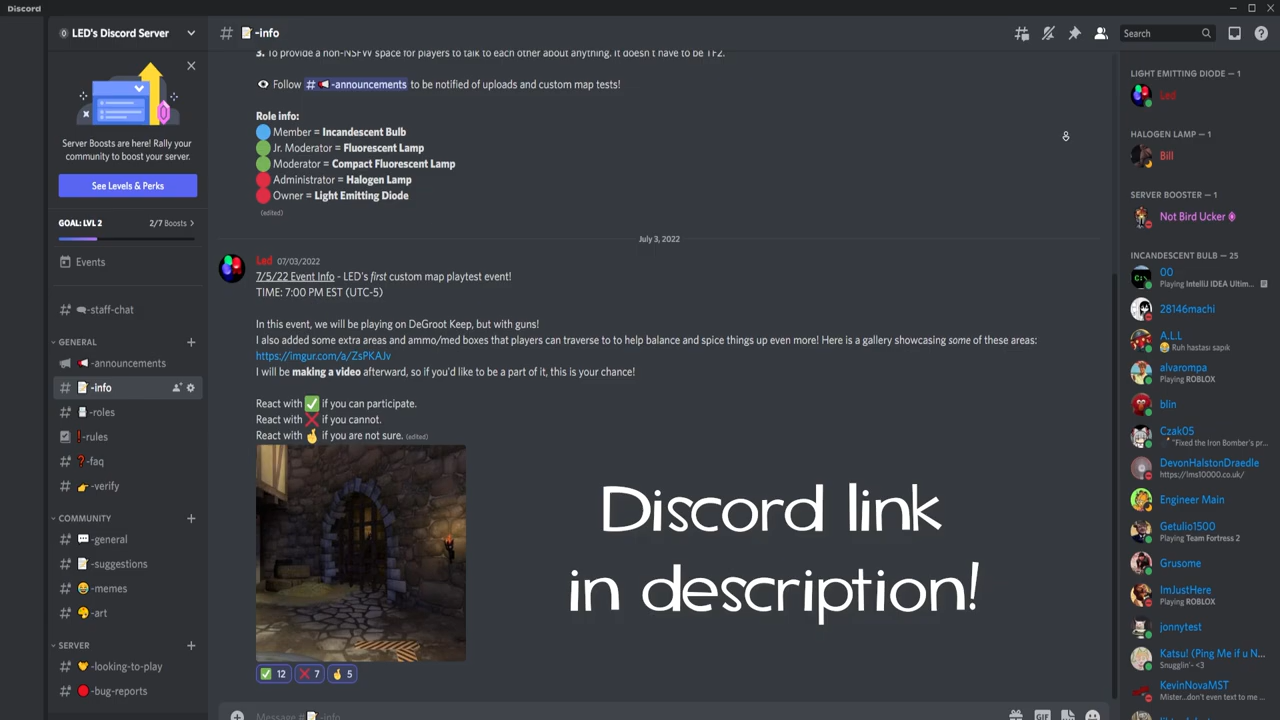 Discord
LED's Discord Server
Server Boosts are here! Rally your
community to boost your server.
See Levels & Perks
GOAL: LVL 2 2/7 Boosts >
Events
-staff-chat
GENERAL
-announcements
-info
-roles
-rules
-faq
-verify
COMMUNITY
-general
-suggestions
-memes
-art
SERVER
-looking-to-play
-bug-reports
# -info
Search
3. To provide a non-NSFW space for players to talk to each other about anything. It doesn't have to be TF2.
Follow # -announcements to be notified of uploads and custom map tests!
Role info:
Member = Incandescent Bulb
Jr. Moderator = Fluorescent Lamp
Moderator = Compact Fluorescent Lamp
Administrator = Halogen Lamp
Owner = Light Emitting Diode
(edited)
July 3, 2022
Led 07/03/2022
7/5/22 Event Info - LED's first custom map playtest event!
TIME: 7:00 PM EST (UTC-5)
In this event, we will be playing on DeGroot Keep, but with guns!
I also added some extra areas and ammo/med boxes that players can traverse to to help balance and spice things up even more! Here is a gallery showcasing some of these areas:
https://imgur.com/a/ZsPKAJv
I will be making a video afterward, so if you'd like to be a part of it, this is your chance!
React with ✅ if you can participate.
React with ❌ if you cannot.
React with 🤞 if you are not sure. (edited)
12 7 5
Message # -info
GIF
Discord link
in description!
LIGHT EMITTING DIODE — 1
Led
HALOGEN LAMP — 1
Bill
SERVER BOOSTER — 1
Not Bird Ucker
INCANDESCENT BULB — 25
00
Playing IntelliJ IDEA Ultim...
28146machi
A.L.L
Ruh hastası sapık
alvarompa
Playing ROBLOX
blin
Czak05
"Fixed the Iron Bomber's pr...
DevonHalstonDraedle
https://lms10000.co.uk/
Engineer Main
Getulio1500
Playing Team Fortress 2
Grusome
ImJustHere
Playing ROBLOX
jonnytest
Katsu! (Ping Me if u N...
Snugglin'- <3
KevinNovaMST
Mister...don't even text to me ...